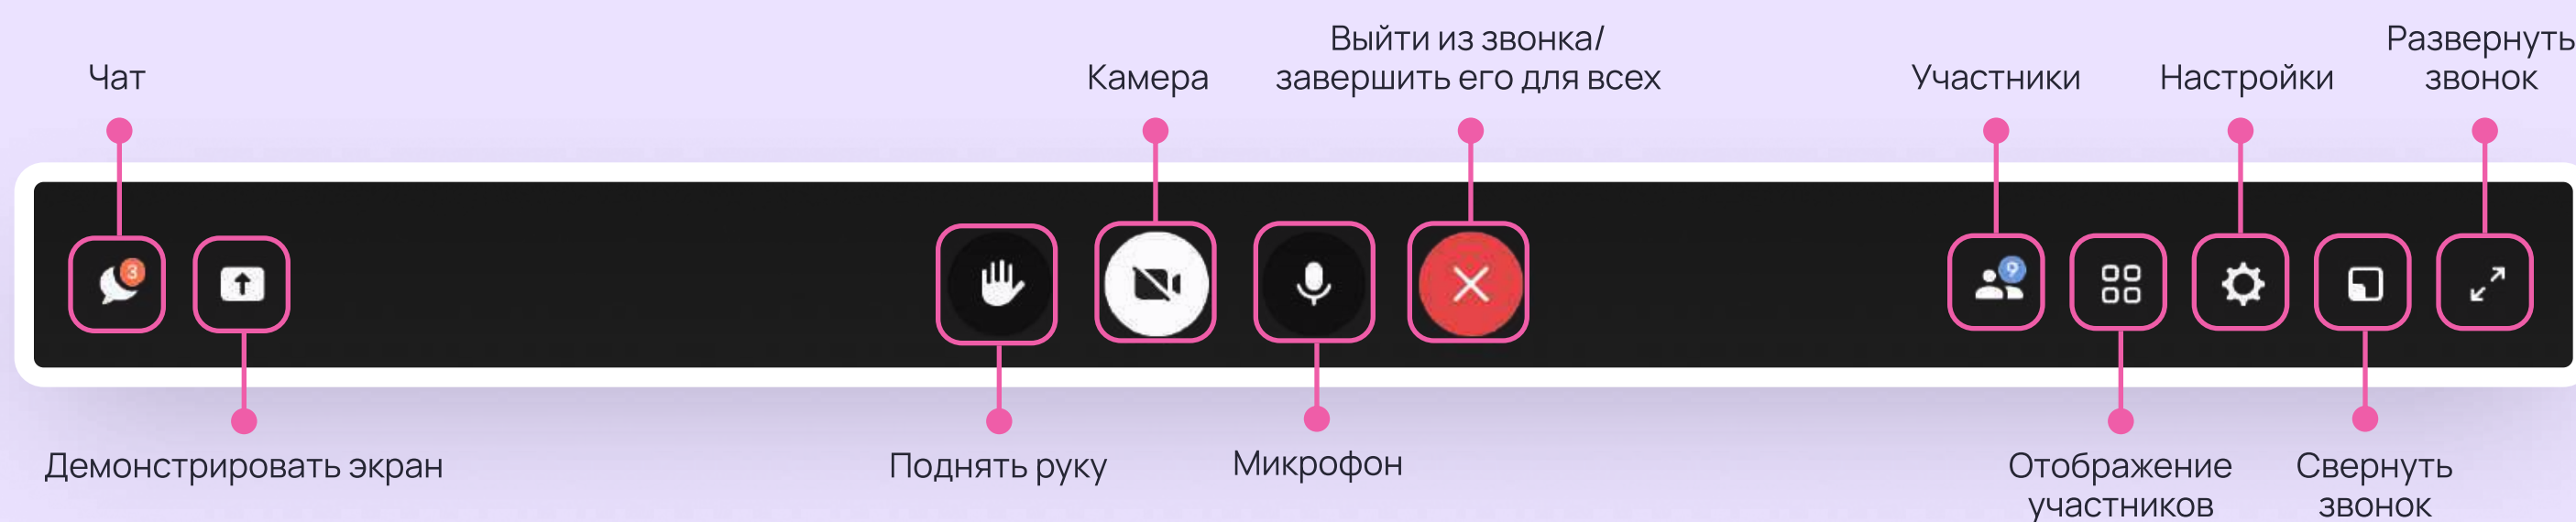 Чат
Камера
Выйти из звонка/
завершить его для всех
Участники
Настройки
Развернуть
звонок
3
9
Демонстрировать экран
Поднять руку
Микрофон
Отображение
участников
Свернуть
звонок